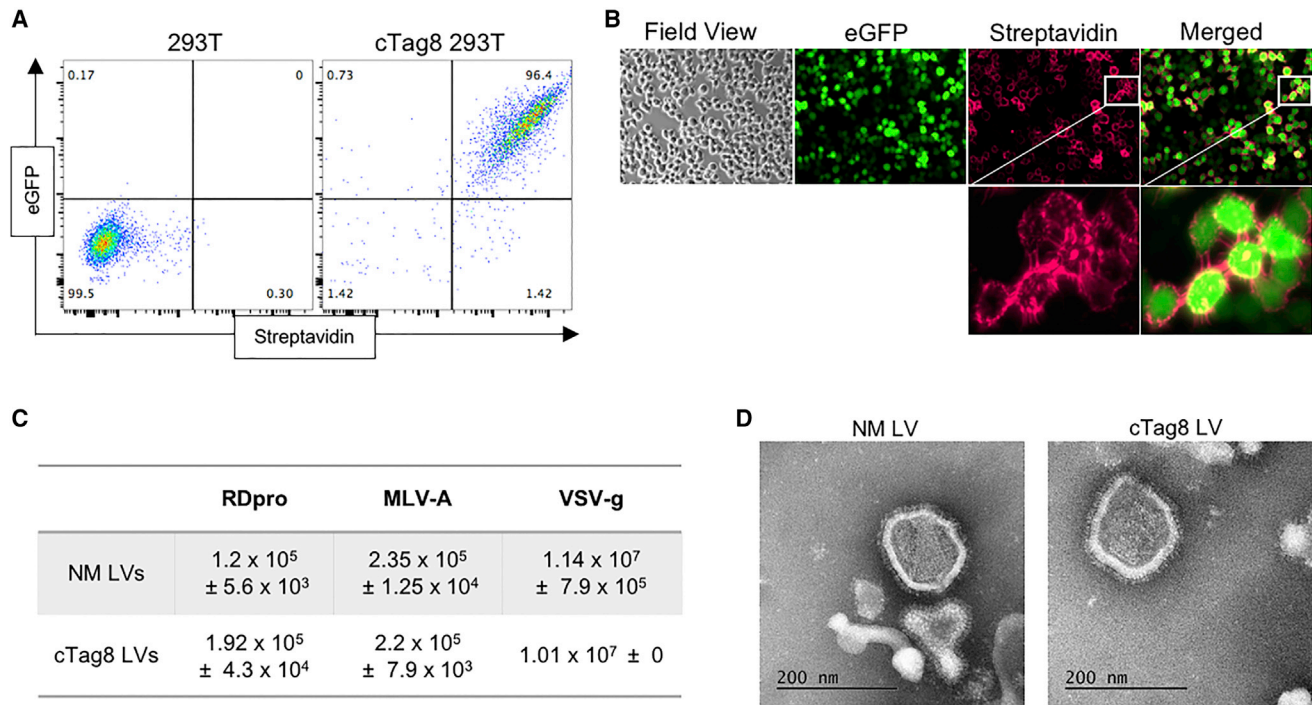 A
293T
cTag8 293T
0.17
0
0.73
96.4
eGFP
99.5
0.30
1.42
1.42
Streptavidin
B
Field View
eGFP
Streptavidin
Merged
C
RDpro
MLV-A
VSV-g
NM LVs
1.2 x 10⁵
± 5.6 x 10³
2.35 x 10⁵
± 1.25 x 10⁴
1.14 x 10⁷
± 7.9 x 10⁵
cTag8 LVs
1.92 x 10⁵
± 4.3 x 10⁴
2.2 x 10⁵
± 7.9 x 10³
1.01 x 10⁷ ± 0
D
NM LV
cTag8 LV
200 nm
200 nm